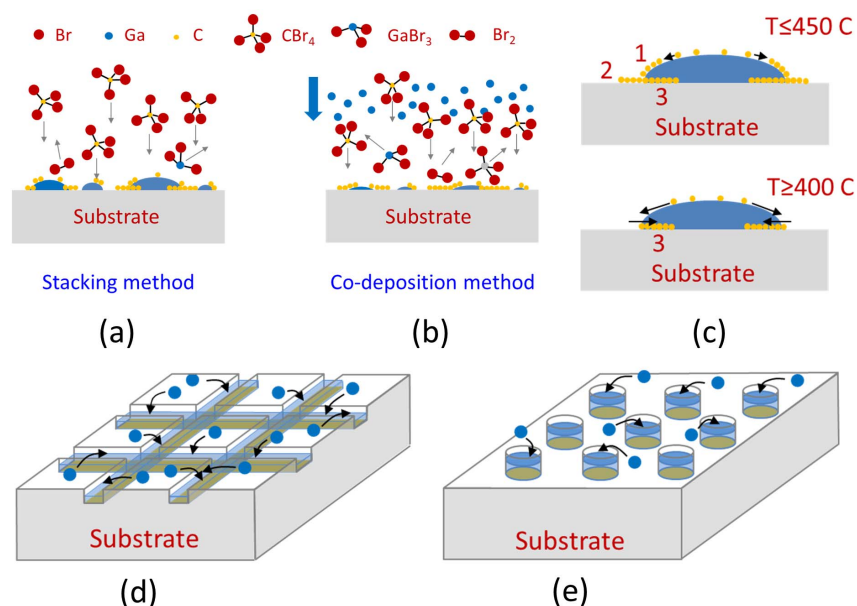 Br Ga C CBr4 GaBr3 Br2
T≤450 C
1
2
3
Substrate
Substrate
Substrate
T≥400 C
3
Substrate
Stacking method
Co-deposition method
(a)
(b)
(c)
Substrate
Substrate
(d)
(e)